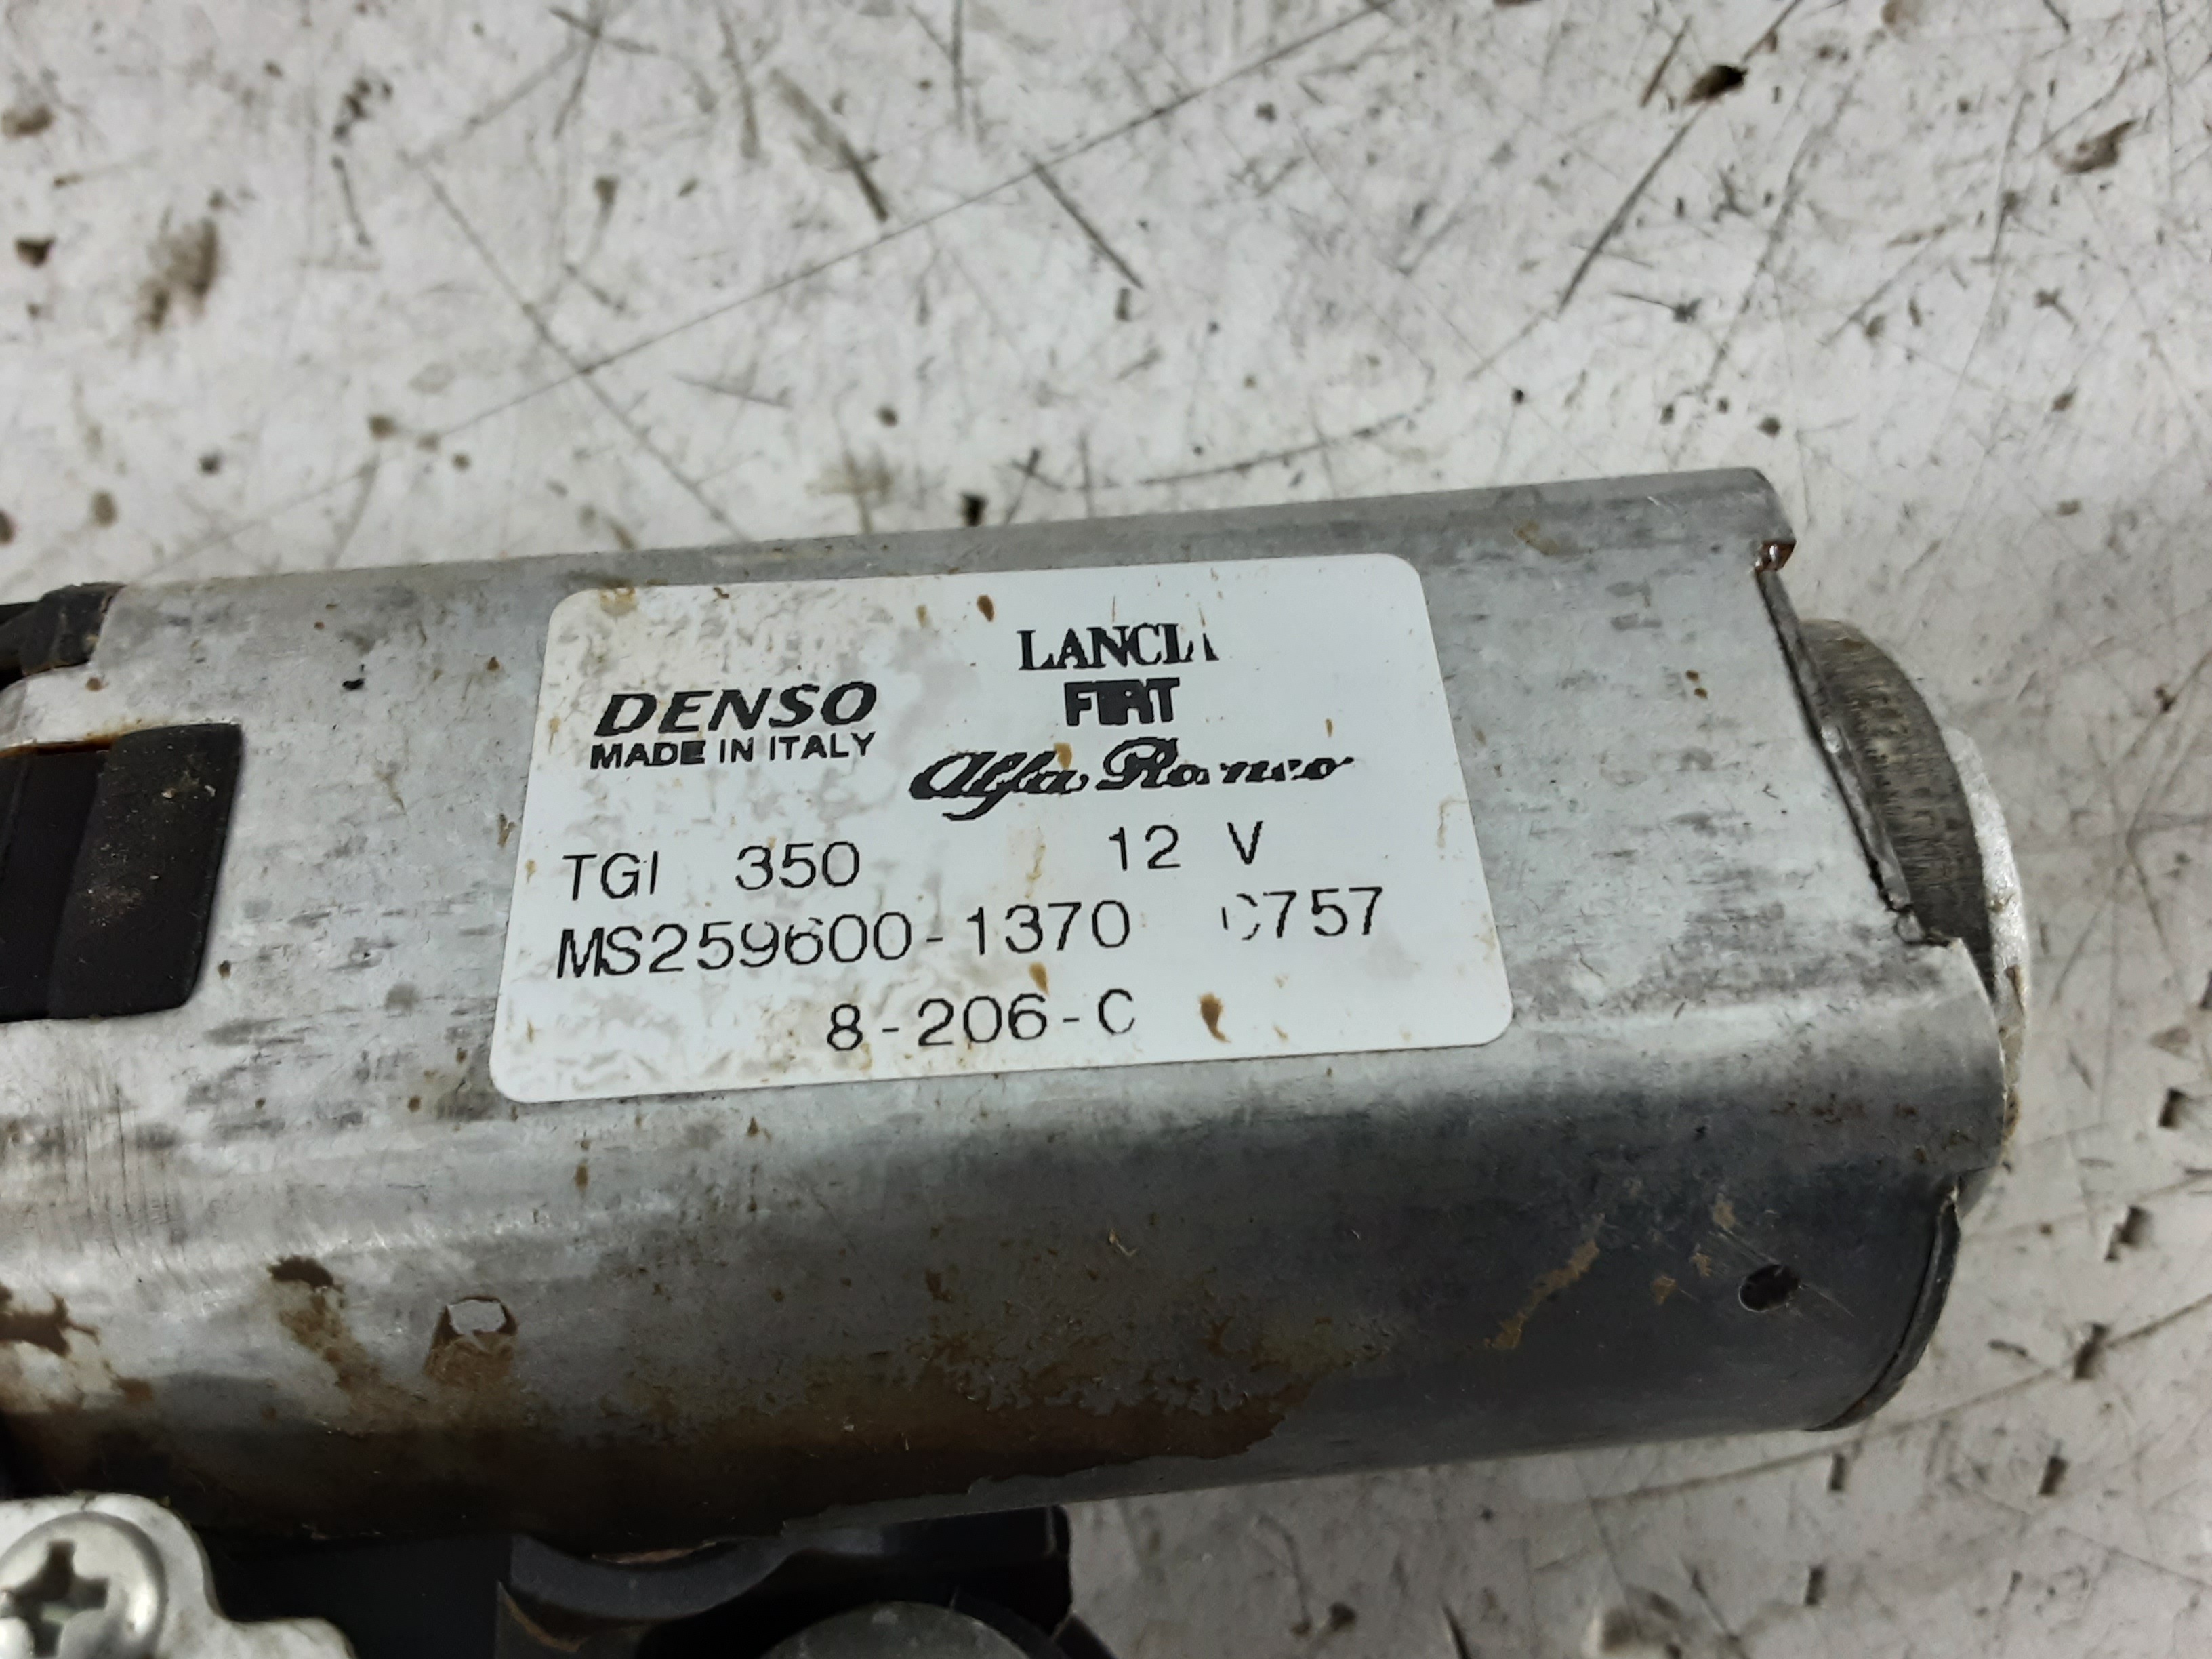 DENSO
MADE IN ITALY
LANCIA
FIAT
Alfa Romeo
TGI 350 12 V
MS259600-1370 C757
8-206-C